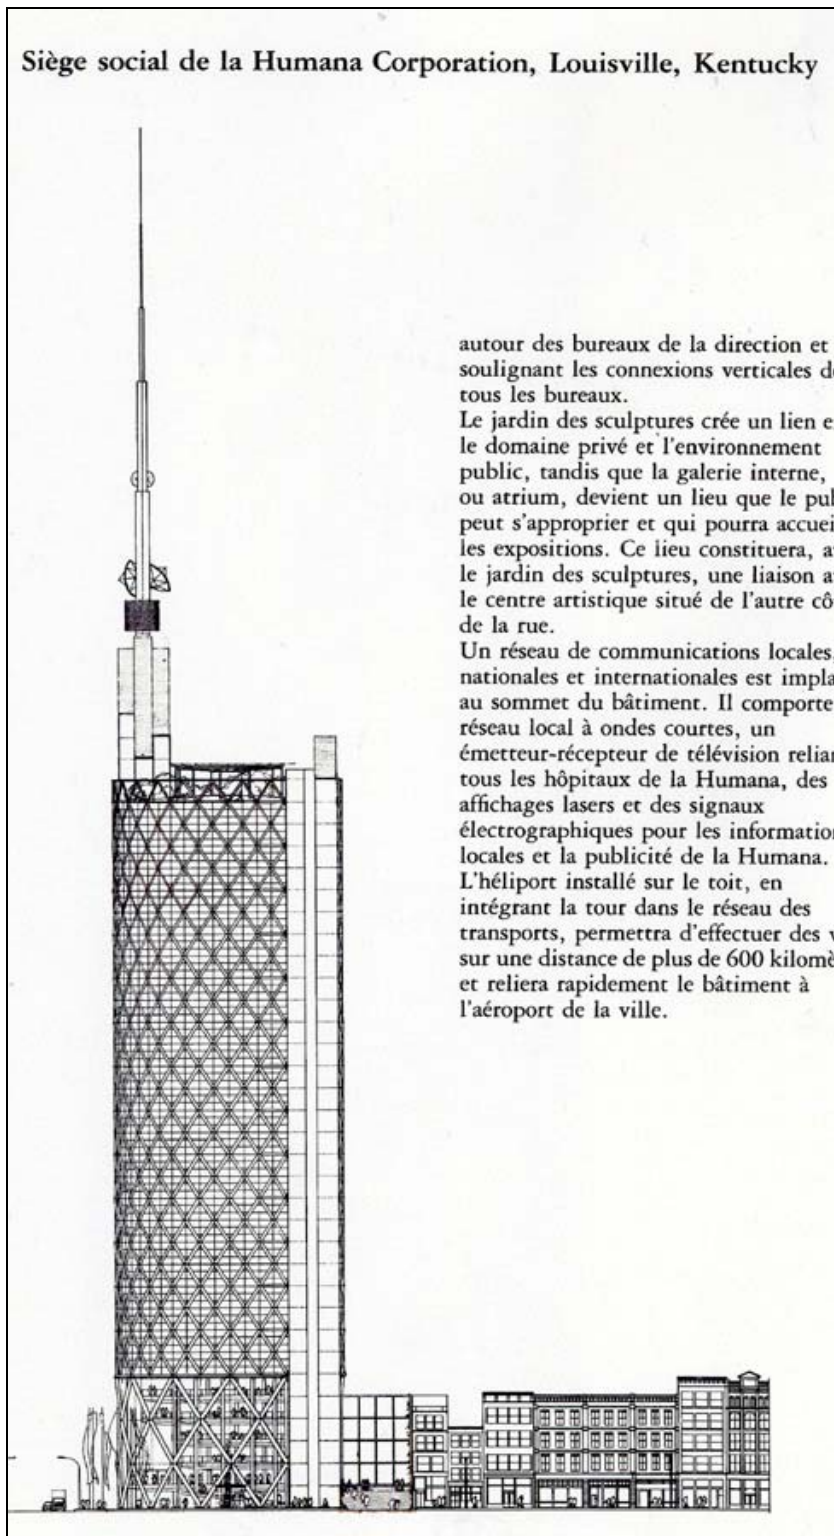 Siège social de la Humana Corporation, Louisville, Kentucky
autour des bureaux de la direction et
soulignant les connexions verticales de
tous les bureaux.
Le jardin des sculptures crée un lien e
le domaine privé et l'environnement
public, tandis que la galerie interne,
ou atrium, devient un lieu que le pub
peut s'approprier et qui pourra accuei
les expositions. Ce lieu constituera, a
le jardin des sculptures, une liaison a
le centre artistique situé de l'autre cô
de la rue.
Un réseau de communications locales,
nationales et internationales est impla
au sommet du bâtiment. Il comporte
réseau local à ondes courtes, un
émetteur-récepteur de télévision relian
tous les hôpitaux de la Humana, des
affichages lasers et des signaux
électrographiques pour les information
locales et la publicité de la Humana.
L'héliport installé sur le toit, en
intégrant la tour dans le réseau des
transports, permettra d'effectuer des v
sur une distance de plus de 600 kilomè
et reliera rapidement le bâtiment à
l'aéroport de la ville.